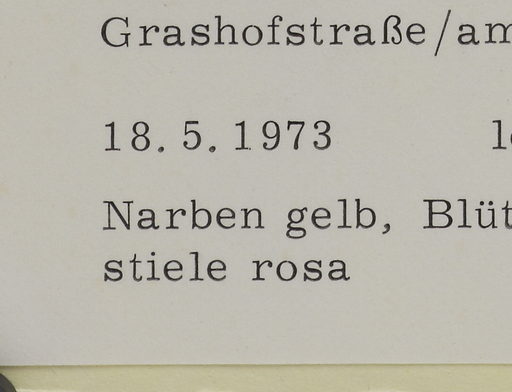 Grashofstraße/am
18.5.1973
Narben gelb, Blüt
stiele rosa